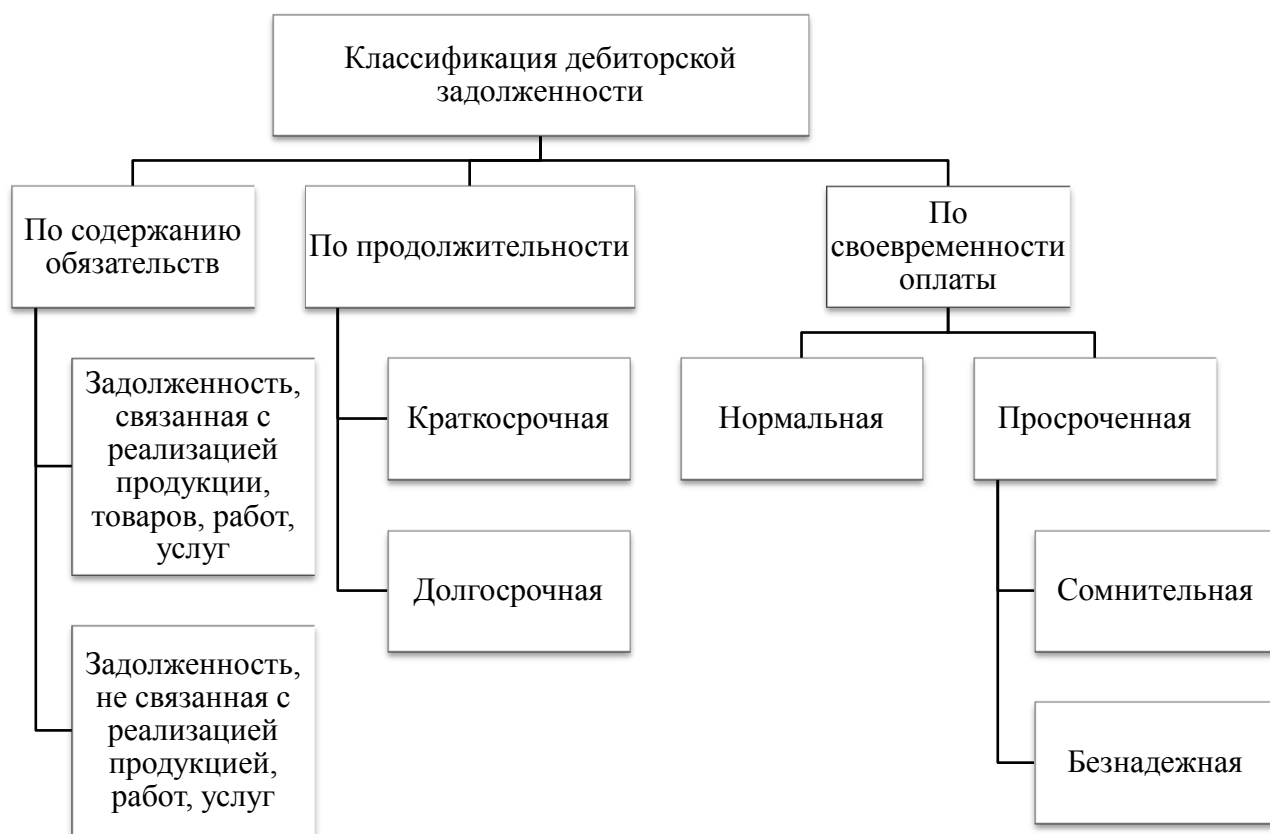 Классификация дебиторской
задолженности
По содержанию
обязательств
По продолжительности
По
своевременности
оплаты
Задолженность,
связанная с
реализацией
продукции,
товаров, работ,
услуг
Задолженность,
не связанная с
реализацией
продукцией,
работ, услуг
Краткосрочная
Долгосрочная
Нормальная
Просроченная
Сомнительная
Безнадежная